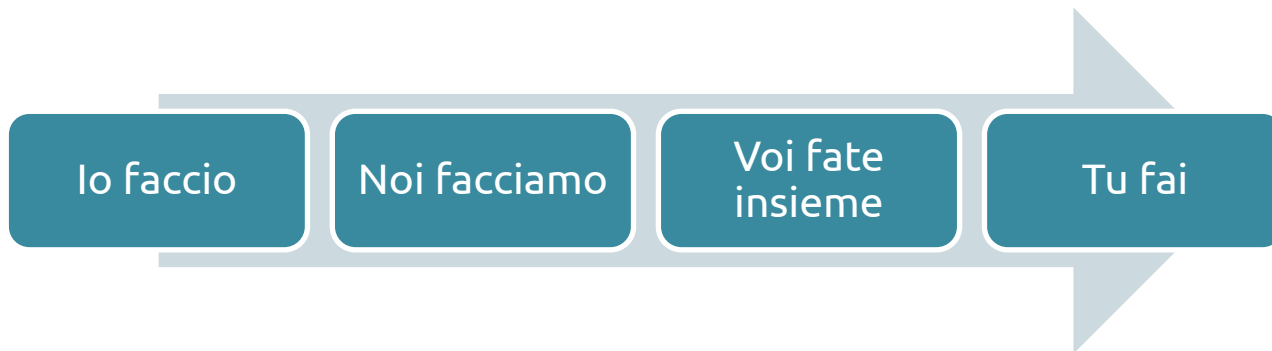 Io faccio
Noi facciamo
Voi fate
insieme
Tu fai